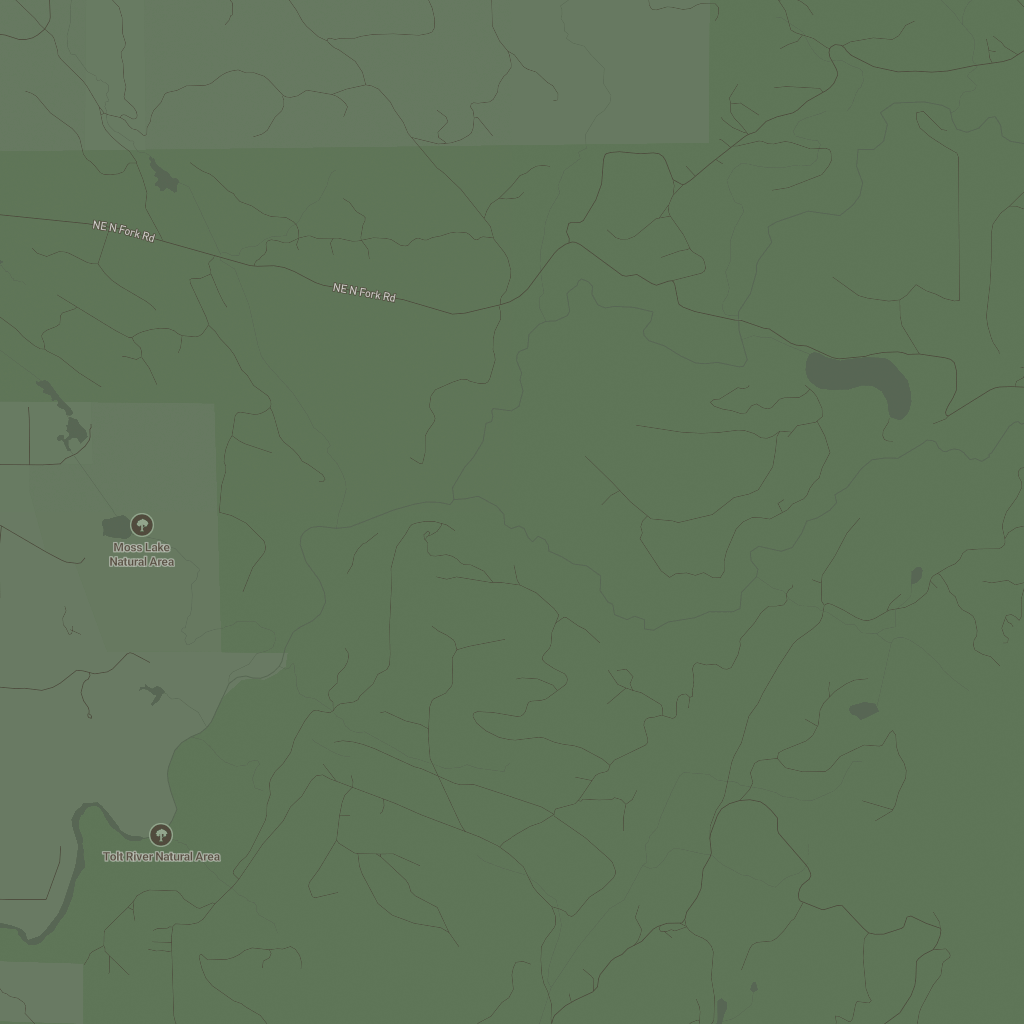 NE N Fork Rd
NE N Fork Rd
Moss Lake
Natural Area
Tolt River Natural Area